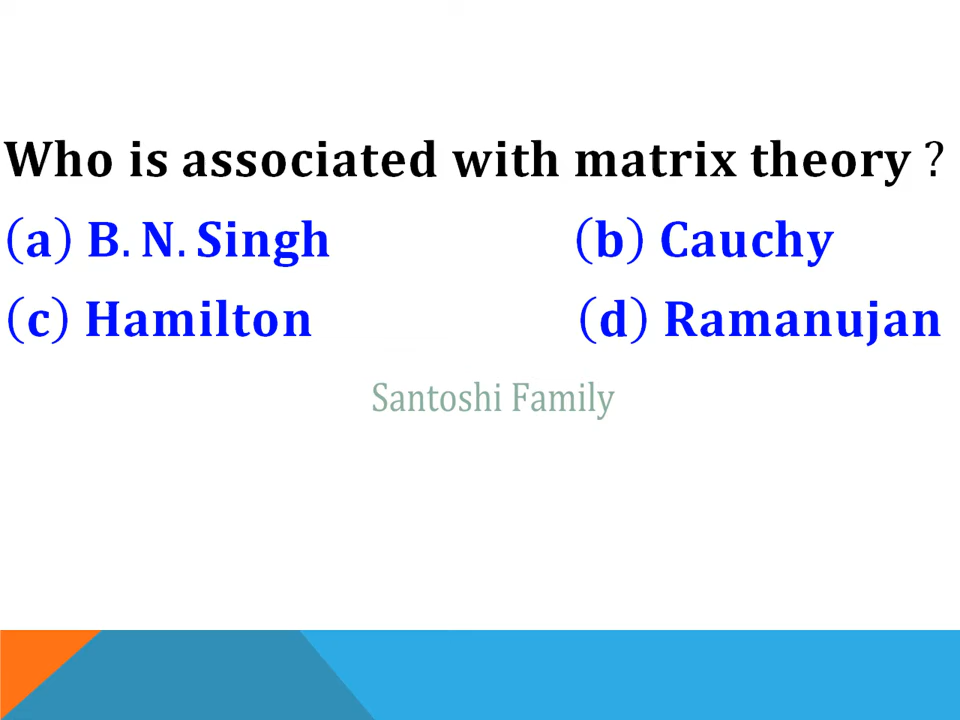 Who is associated with matrix theory ?
(a) B. N. Singh (b) Cauchy
(c) Hamilton (d) Ramanujan
Santoshi Family